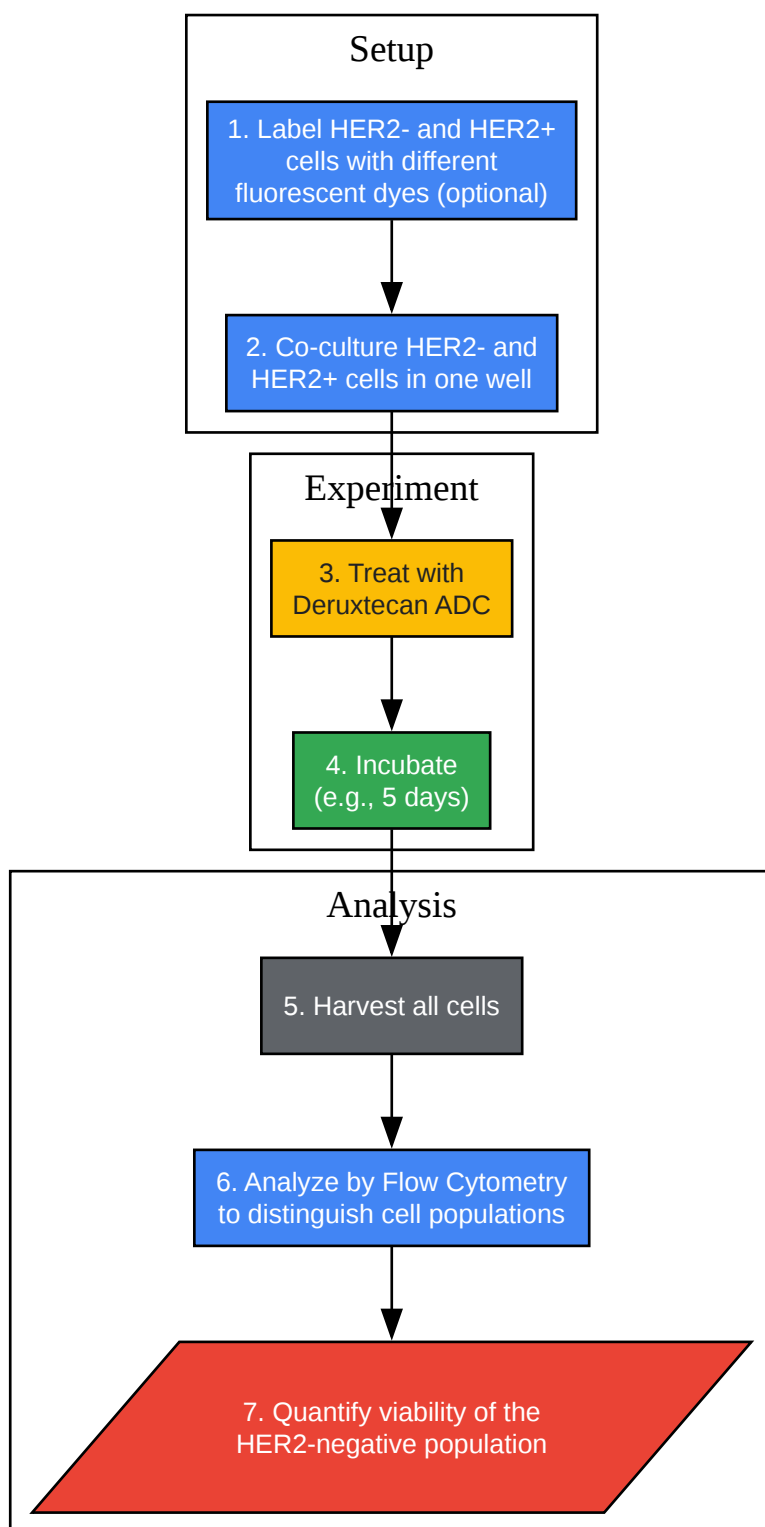 Setup
1. Label HER2- and HER2+
cells with different
fluorescent dyes (optional)
2. Co-culture HER2- and
HER2+ cells in one well
Experiment
3. Treat with
Deruxtecan ADC
4. Incubate
(e.g., 5 days)
Analysis
5. Harvest all cells
6. Analyze by Flow Cytometry
to distinguish cell populations
7. Quantify viability of the
HER2-negative population